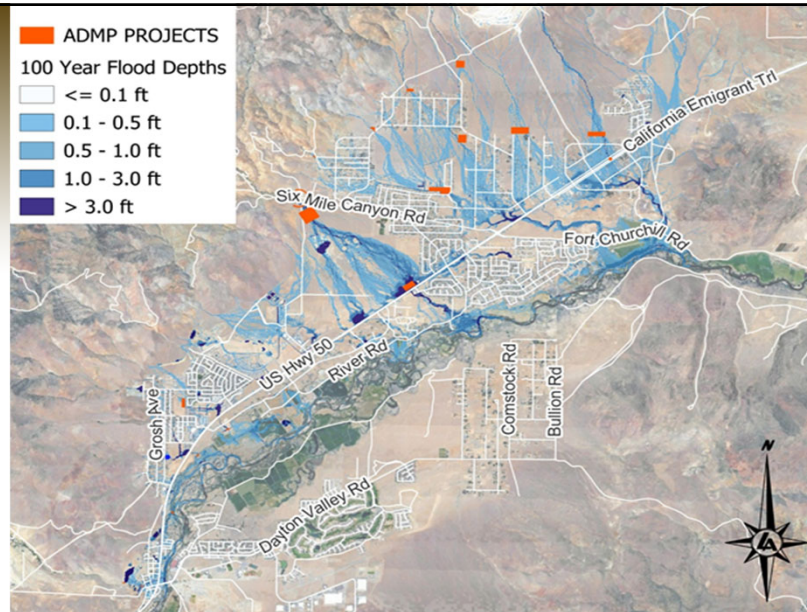 ADMP PROJECTS
100 Year Flood Depths
<= 0.1 ft
0.1 - 0.5 ft
0.5 - 1.0 ft
1.0 - 3.0 ft
> 3.0 ft
California Emigrant Trl
Six Mile Canyon Rd
Fort Churchill Rd
US Hwy 50
River Rd
Grosh Ave
Comstock Rd
Bullion Rd
Dayton Valley Rd
N